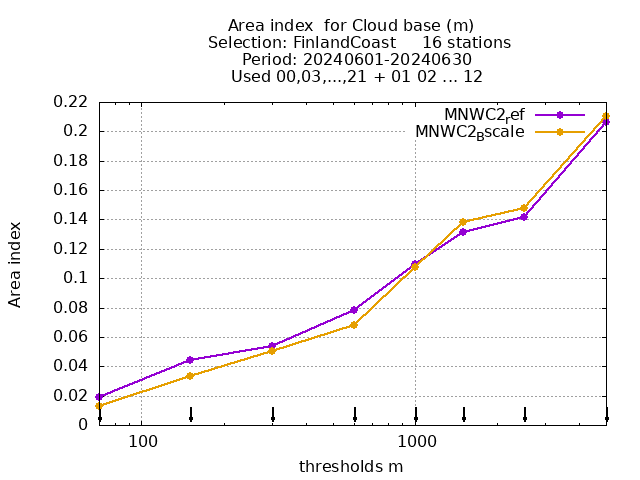 Area index  for Cloud base (m)
Selection: FinlandCoast     16 stations
Period: 20240601-20240630
Used 00,03,...,21 + 01 02 ... 12
MNWC2ref
MNWC2Bscale
0.22
0.2
0.18
0.16
0.14
0.12
0.1
0.08
0.06
0.04
0.02
0
Area index
100
1000
thresholds m